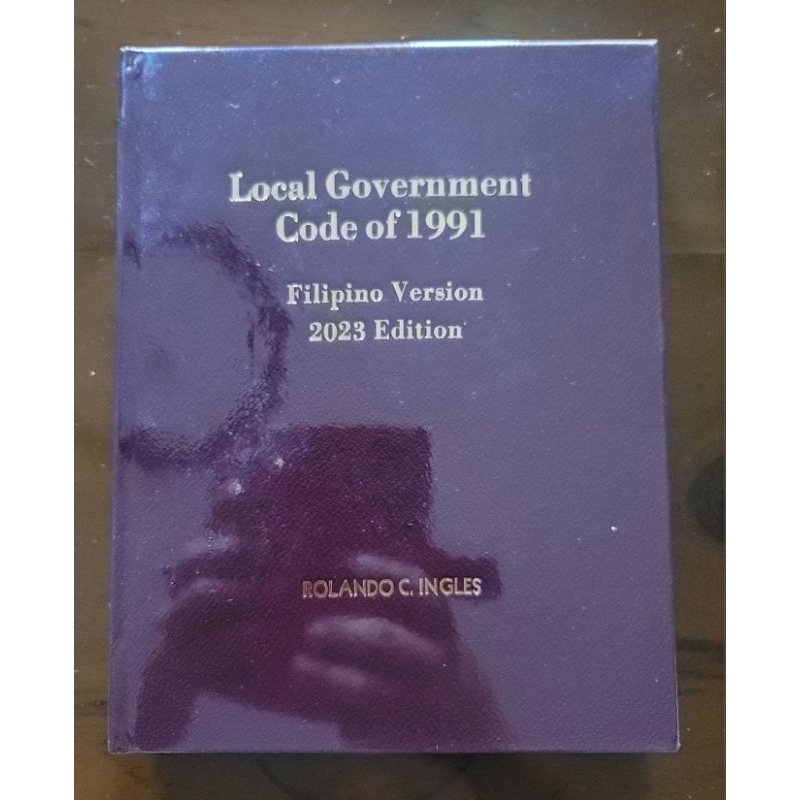 Local Government
Code of 1991
Filipino Version
2023 Edition
ROLANDO C. INGLES